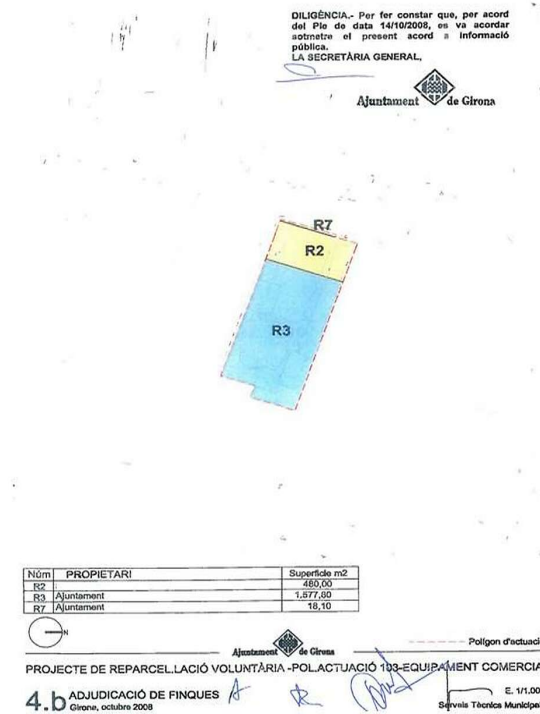 DILIGÈNCIA.- Per fer constar que, per acord
del Ple de data 14/10/2008, es va acordar
sotmetre el present acord a informació
pública.
LA SECRETÀRIA GENERAL,
Ajuntament de Girona
R7
R2
R3
Núm PROPIETARI Superfície m2
R2 480,00
R3 Ajuntament 1.577,80
R7 Ajuntament 18,10
N
Ajuntament de Girona
Polígon d'actuació
PROJECTE DE REPARCEL.LACIÓ VOLUNTÀRIA -POL.ACTUACIÓ 103-EQUIPAMENT COMERCIA
4.b ADJUDICACIÓ DE FINQUES
Girona, octubre 2008
E. 1/1.00
Serveis Tècnics Municipal